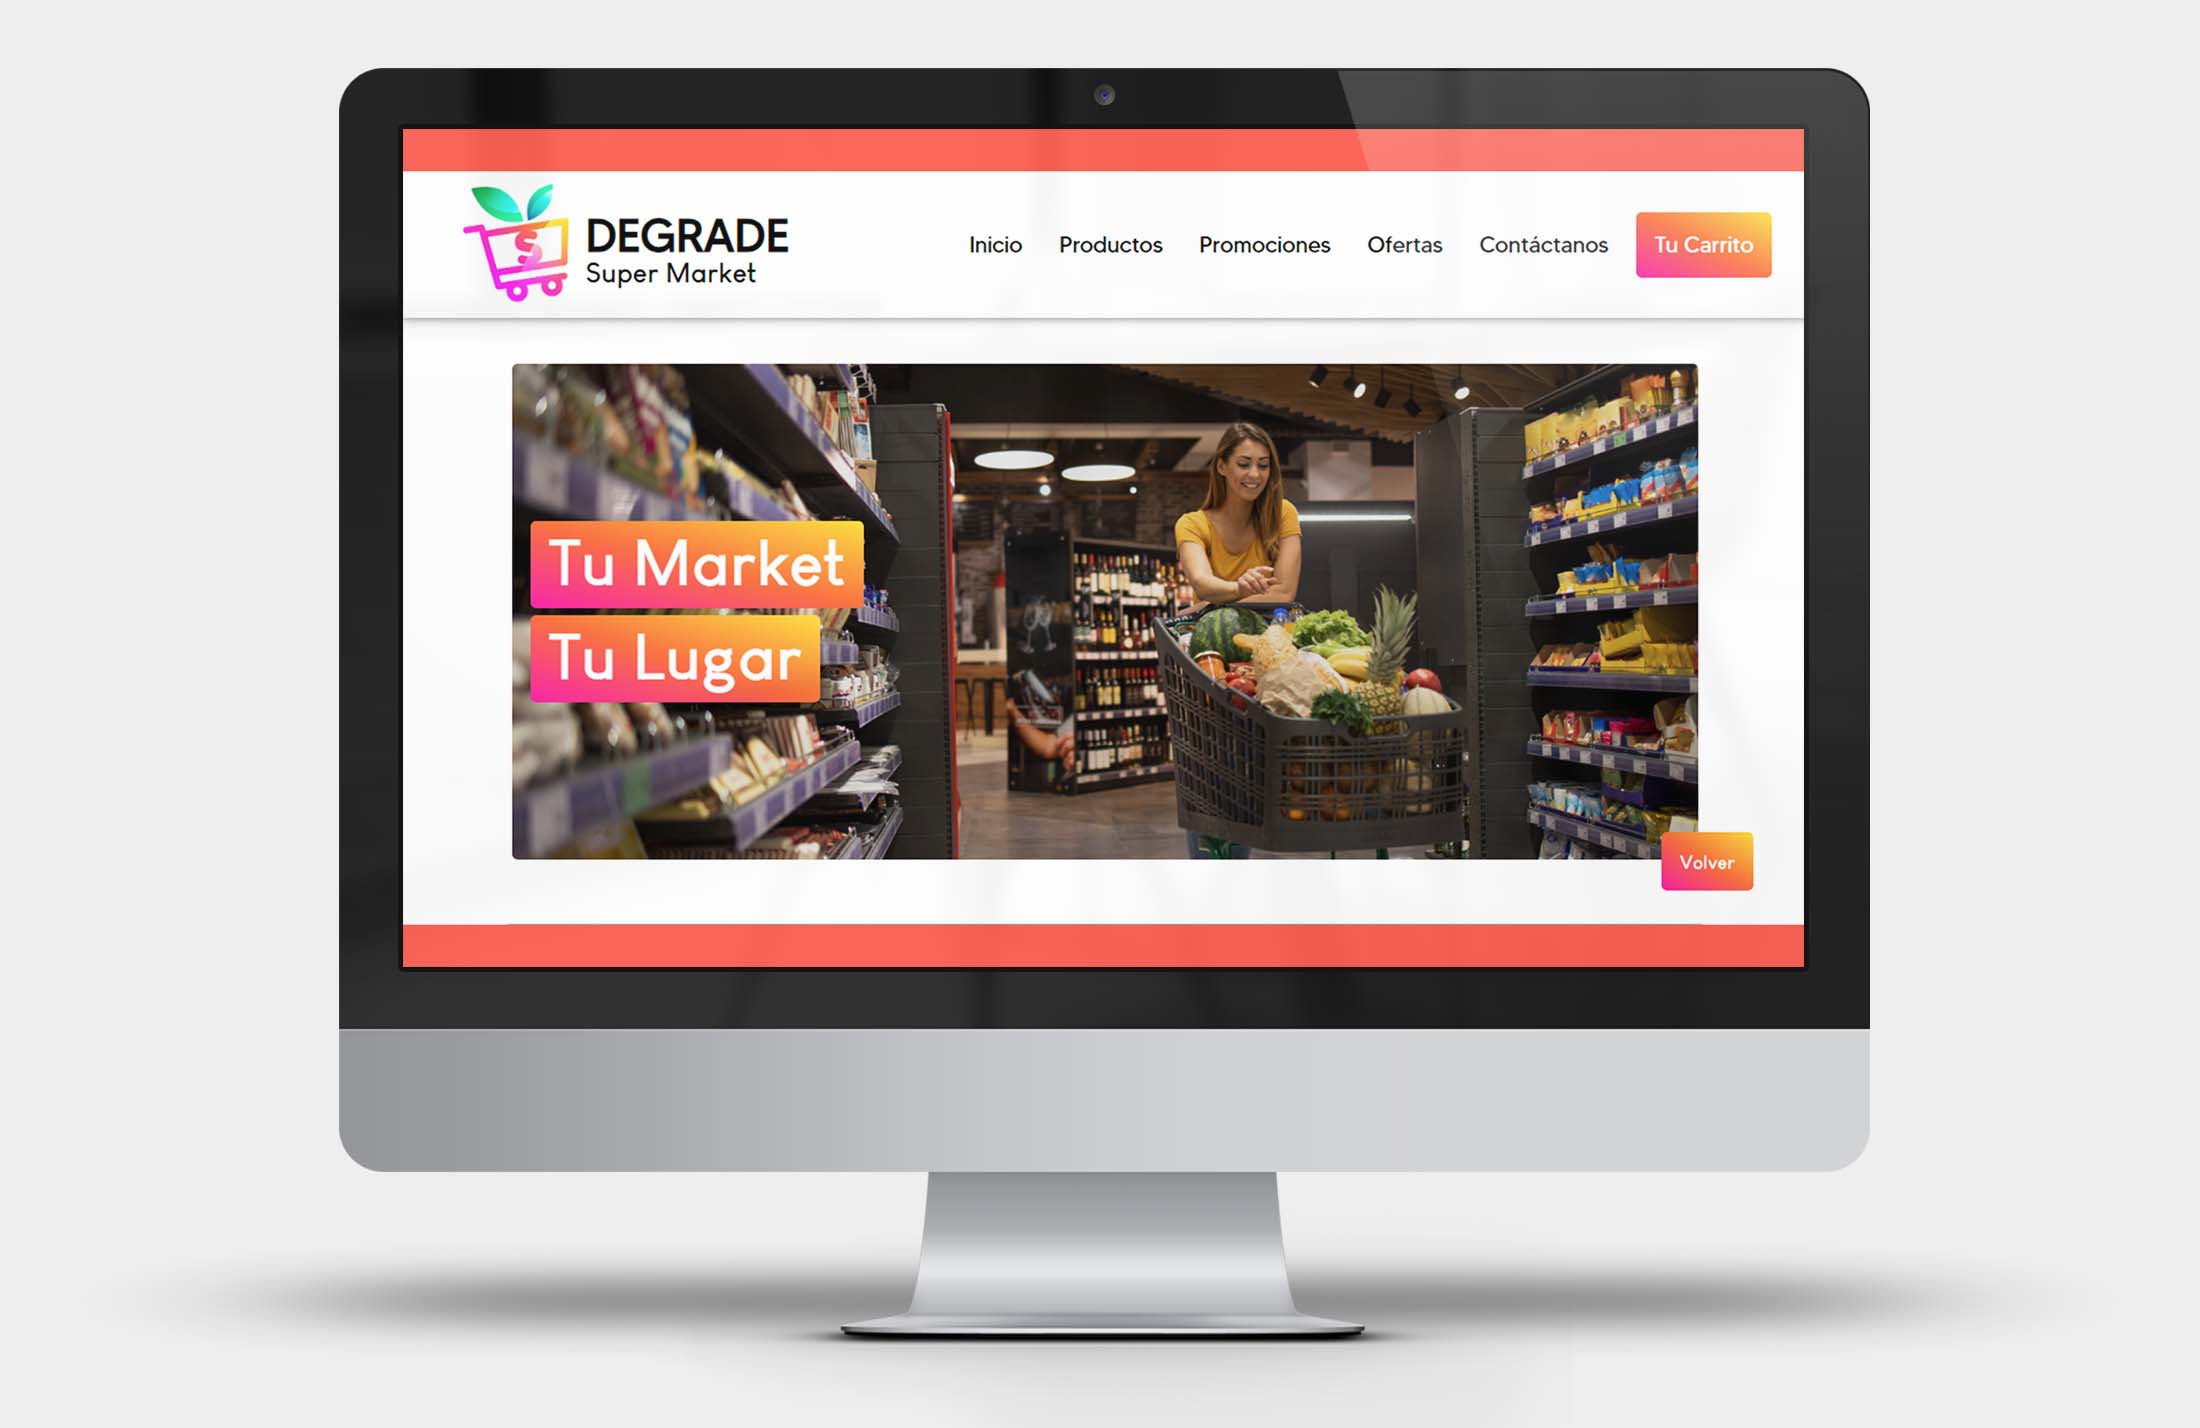 DEGRADE
Super Market
Inicio
Productos
Promociones
Ofertas
Contáctanos
Tu Carrito
Tu Market
Tu Lugar
Volver